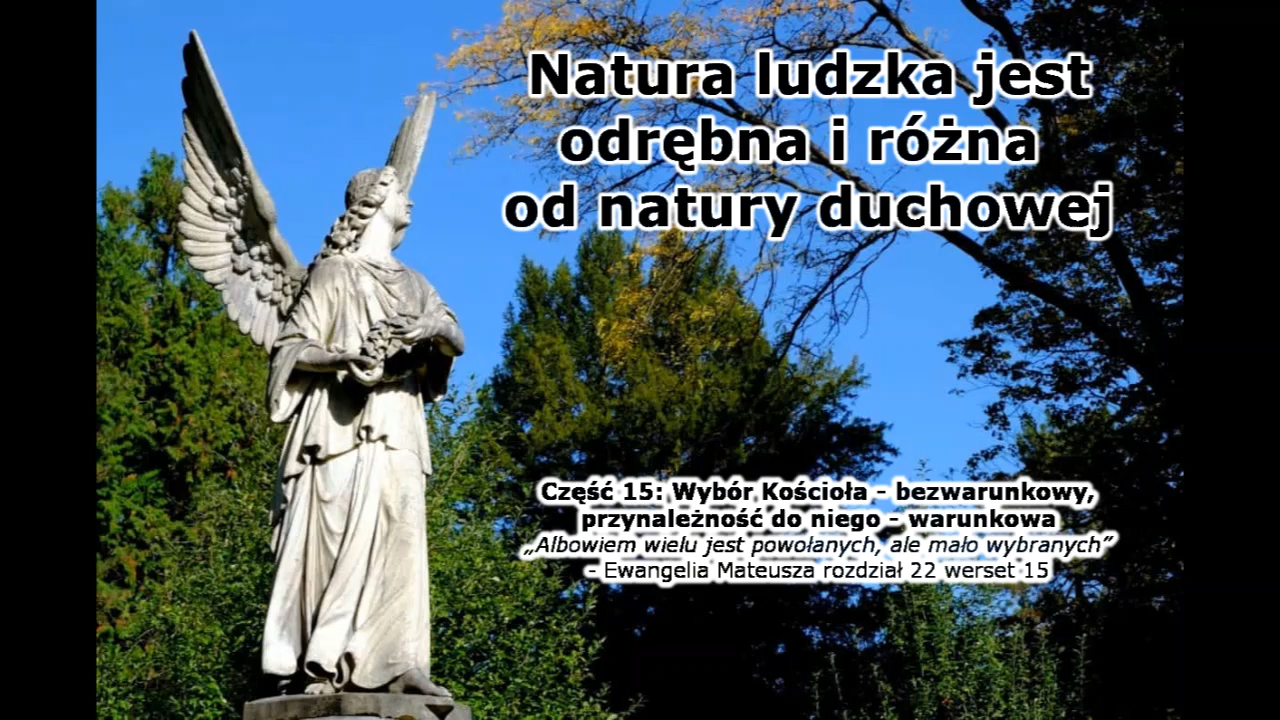 Natura ludzka jest
odrębna i różna
od natury duchowej
Część 15: Wybór Kościoła - bezwarunkowy,
przynależność do niego - warunkowa
„Albowiem wielu jest powołanych, ale mało wybranych”
- Ewangelia Mateusza rozdział 22 werset 15